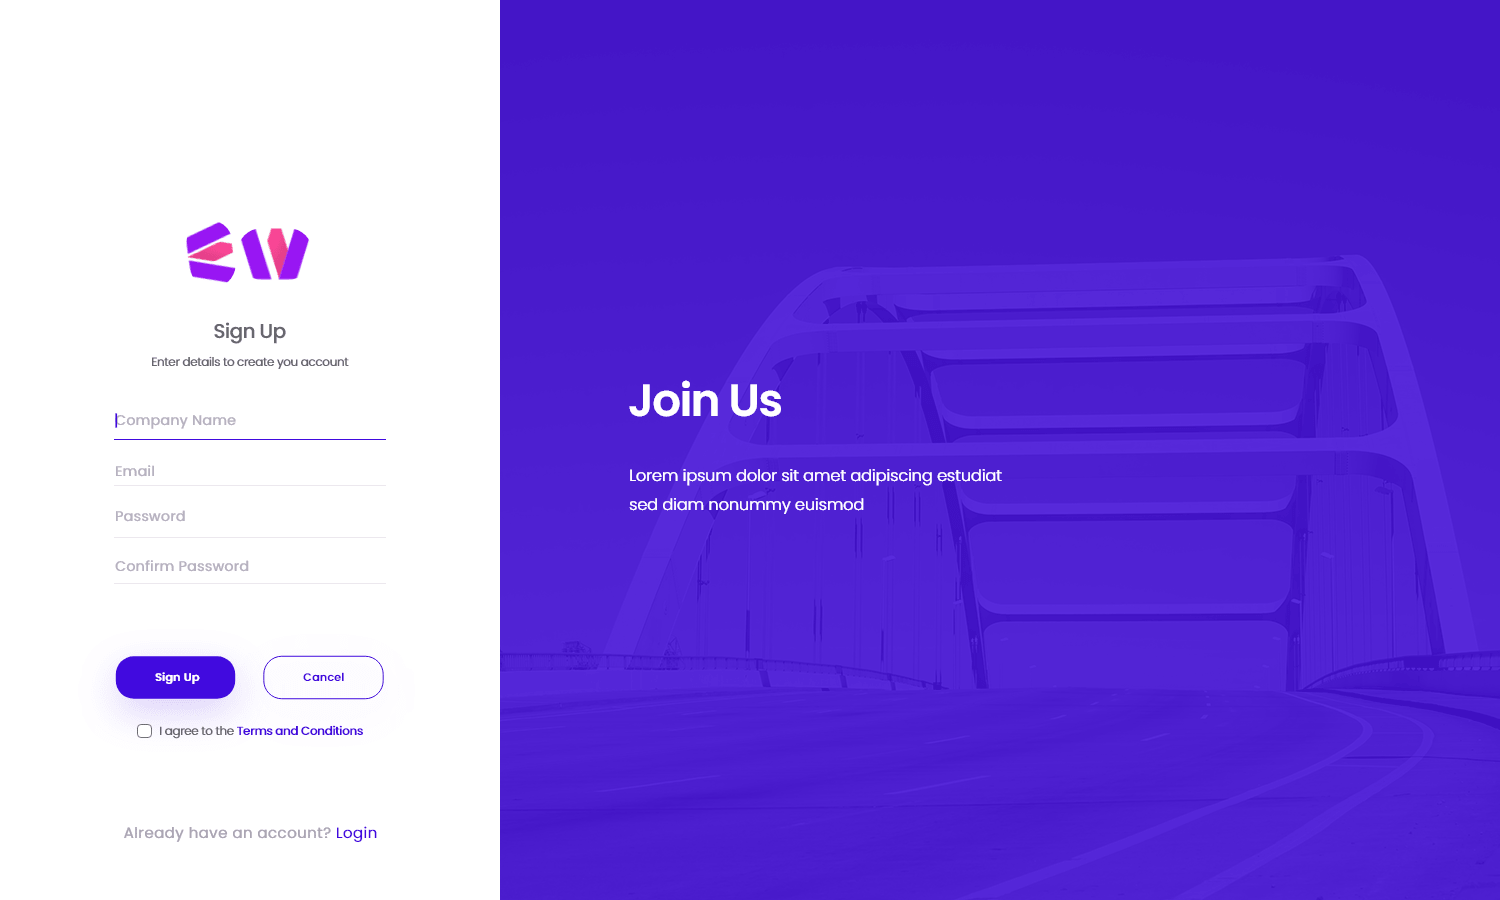 EW
Sign Up
Enter details to create you account
Company Name
Email
Password
Confirm Password
Sign Up
Cancel
I agree to the Terms and Conditions
Already have an account? Login
Join Us
Lorem ipsum dolor sit amet adipiscing estudiat
sed diam nonummy euismod